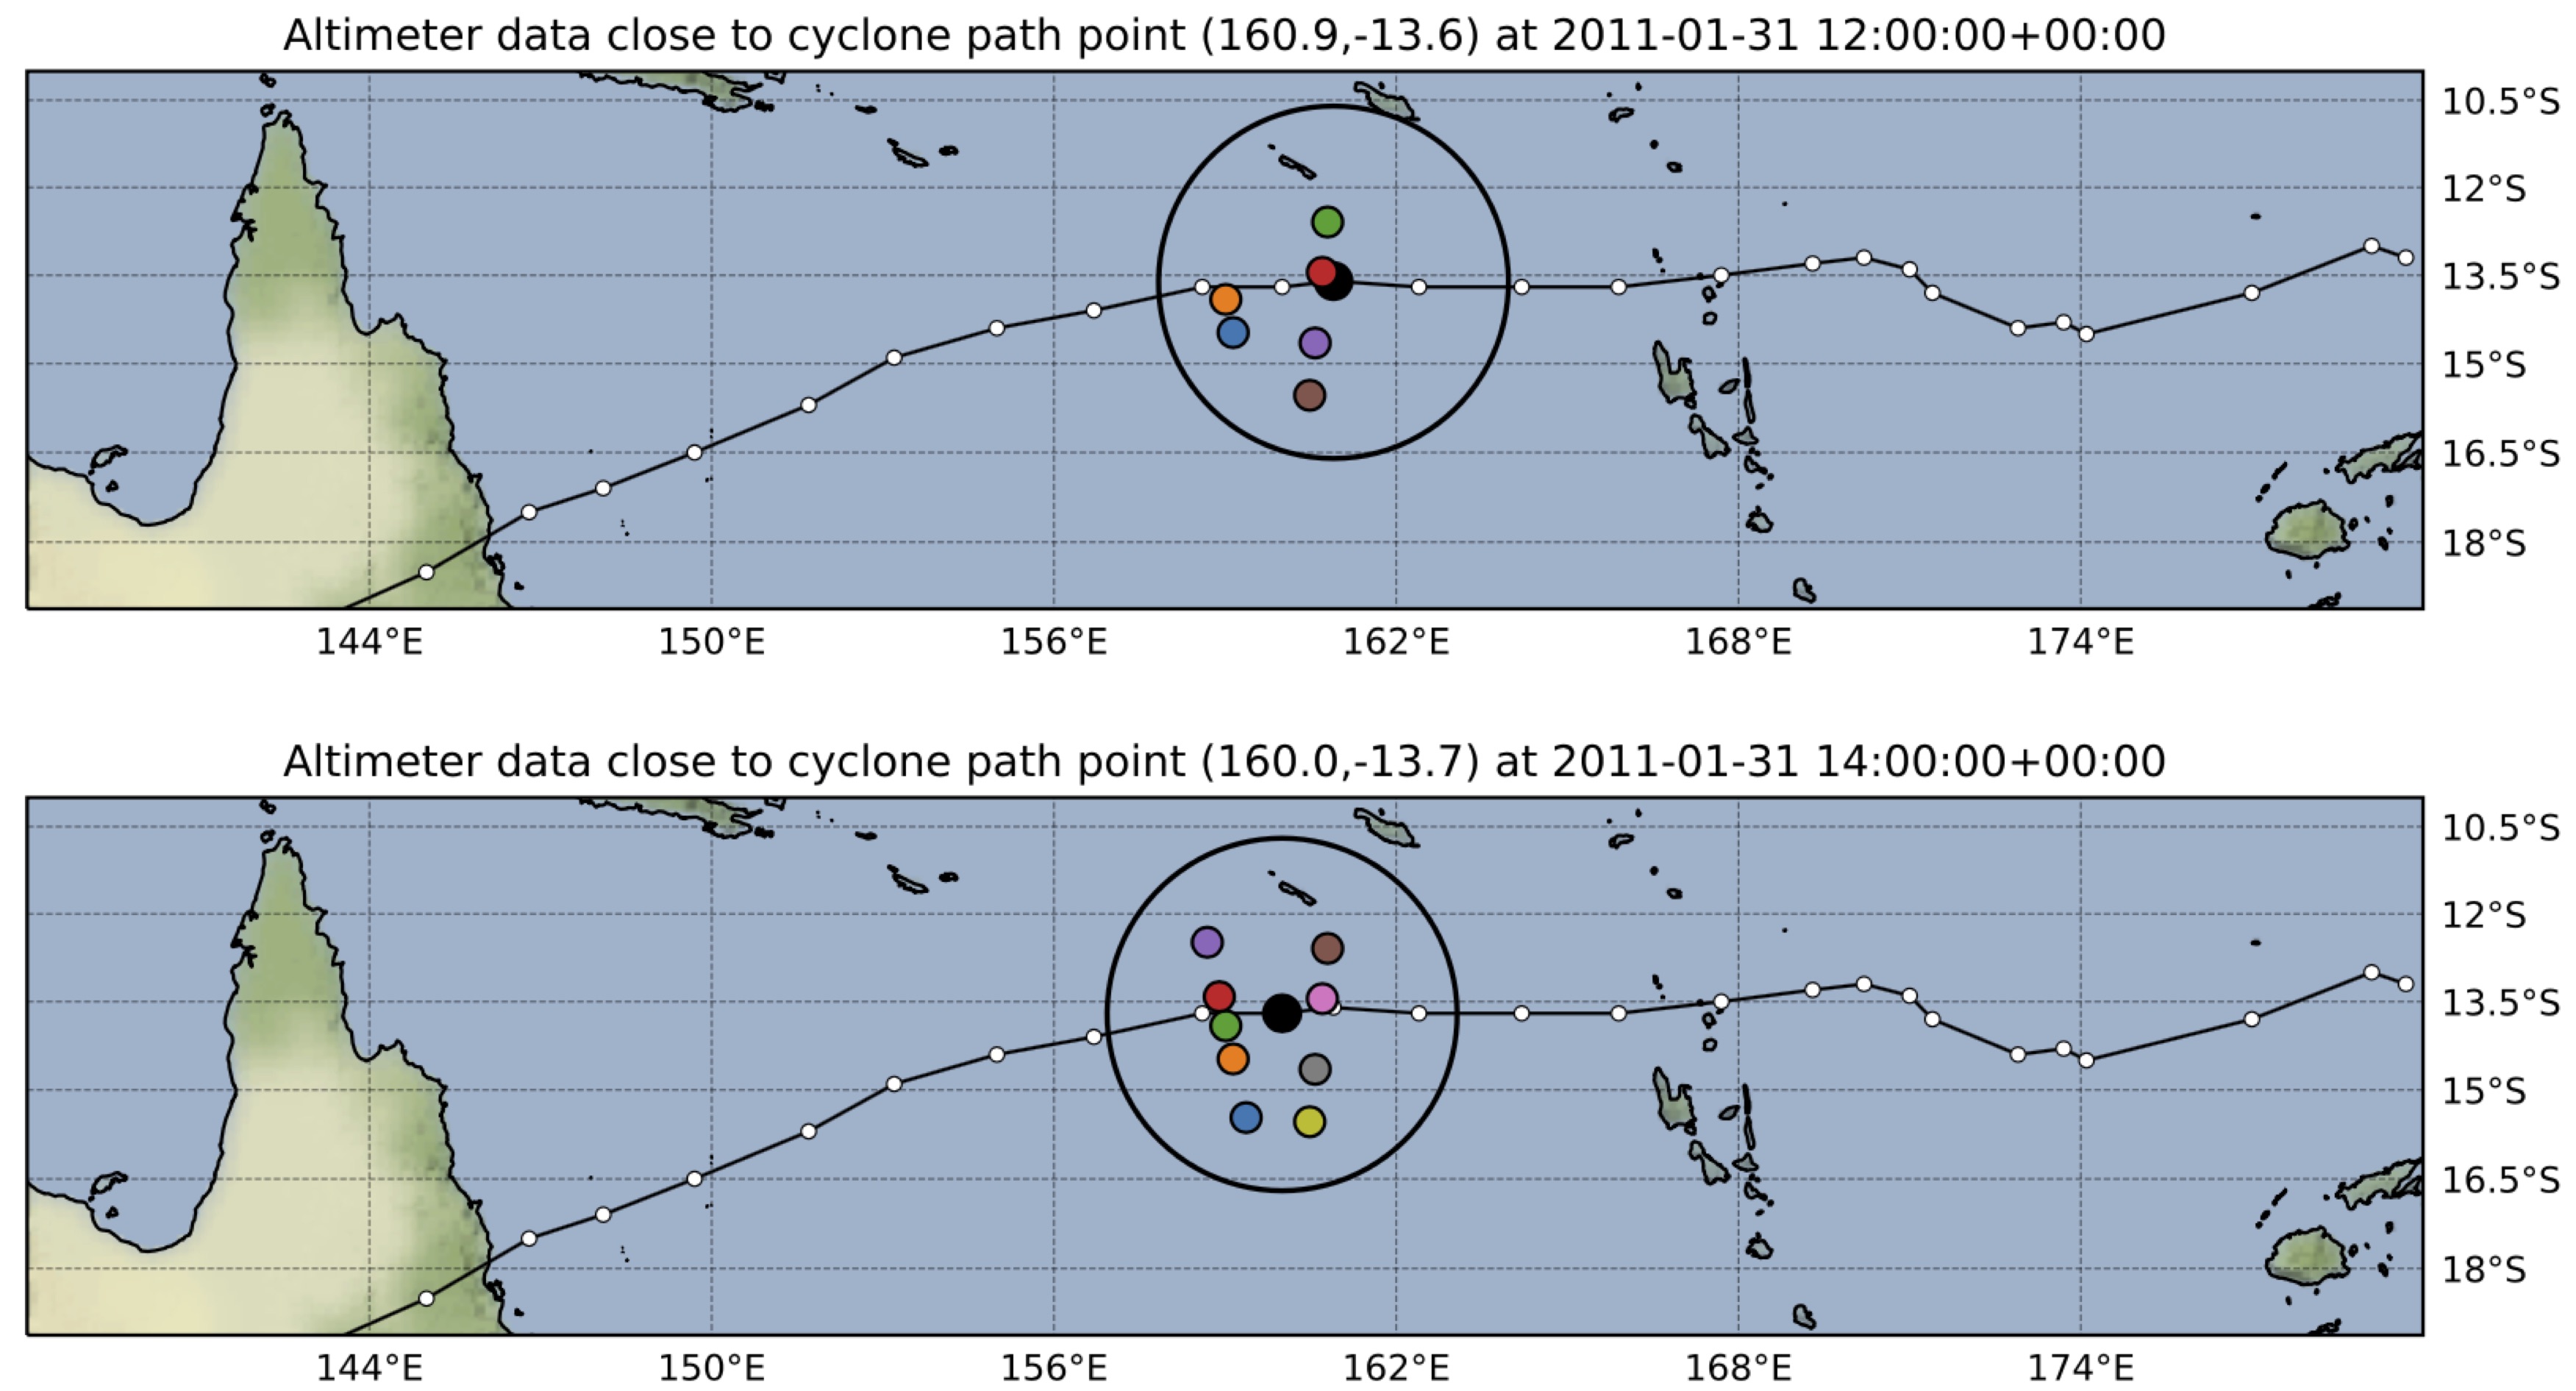 Altimeter data close to cyclone path point (160.9,-13.6) at 2011-01-31 12:00:00+00:00
10.5°S
12°S
13.5°S
15°S
16.5°S
18°S
144°E 150°E 156°E 162°E 168°E 174°E
Altimeter data close to cyclone path point (160.0,-13.7) at 2011-01-31 14:00:00+00:00
10.5°S
12°S
13.5°S
15°S
16.5°S
18°S
144°E 150°E 156°E 162°E 168°E 174°E